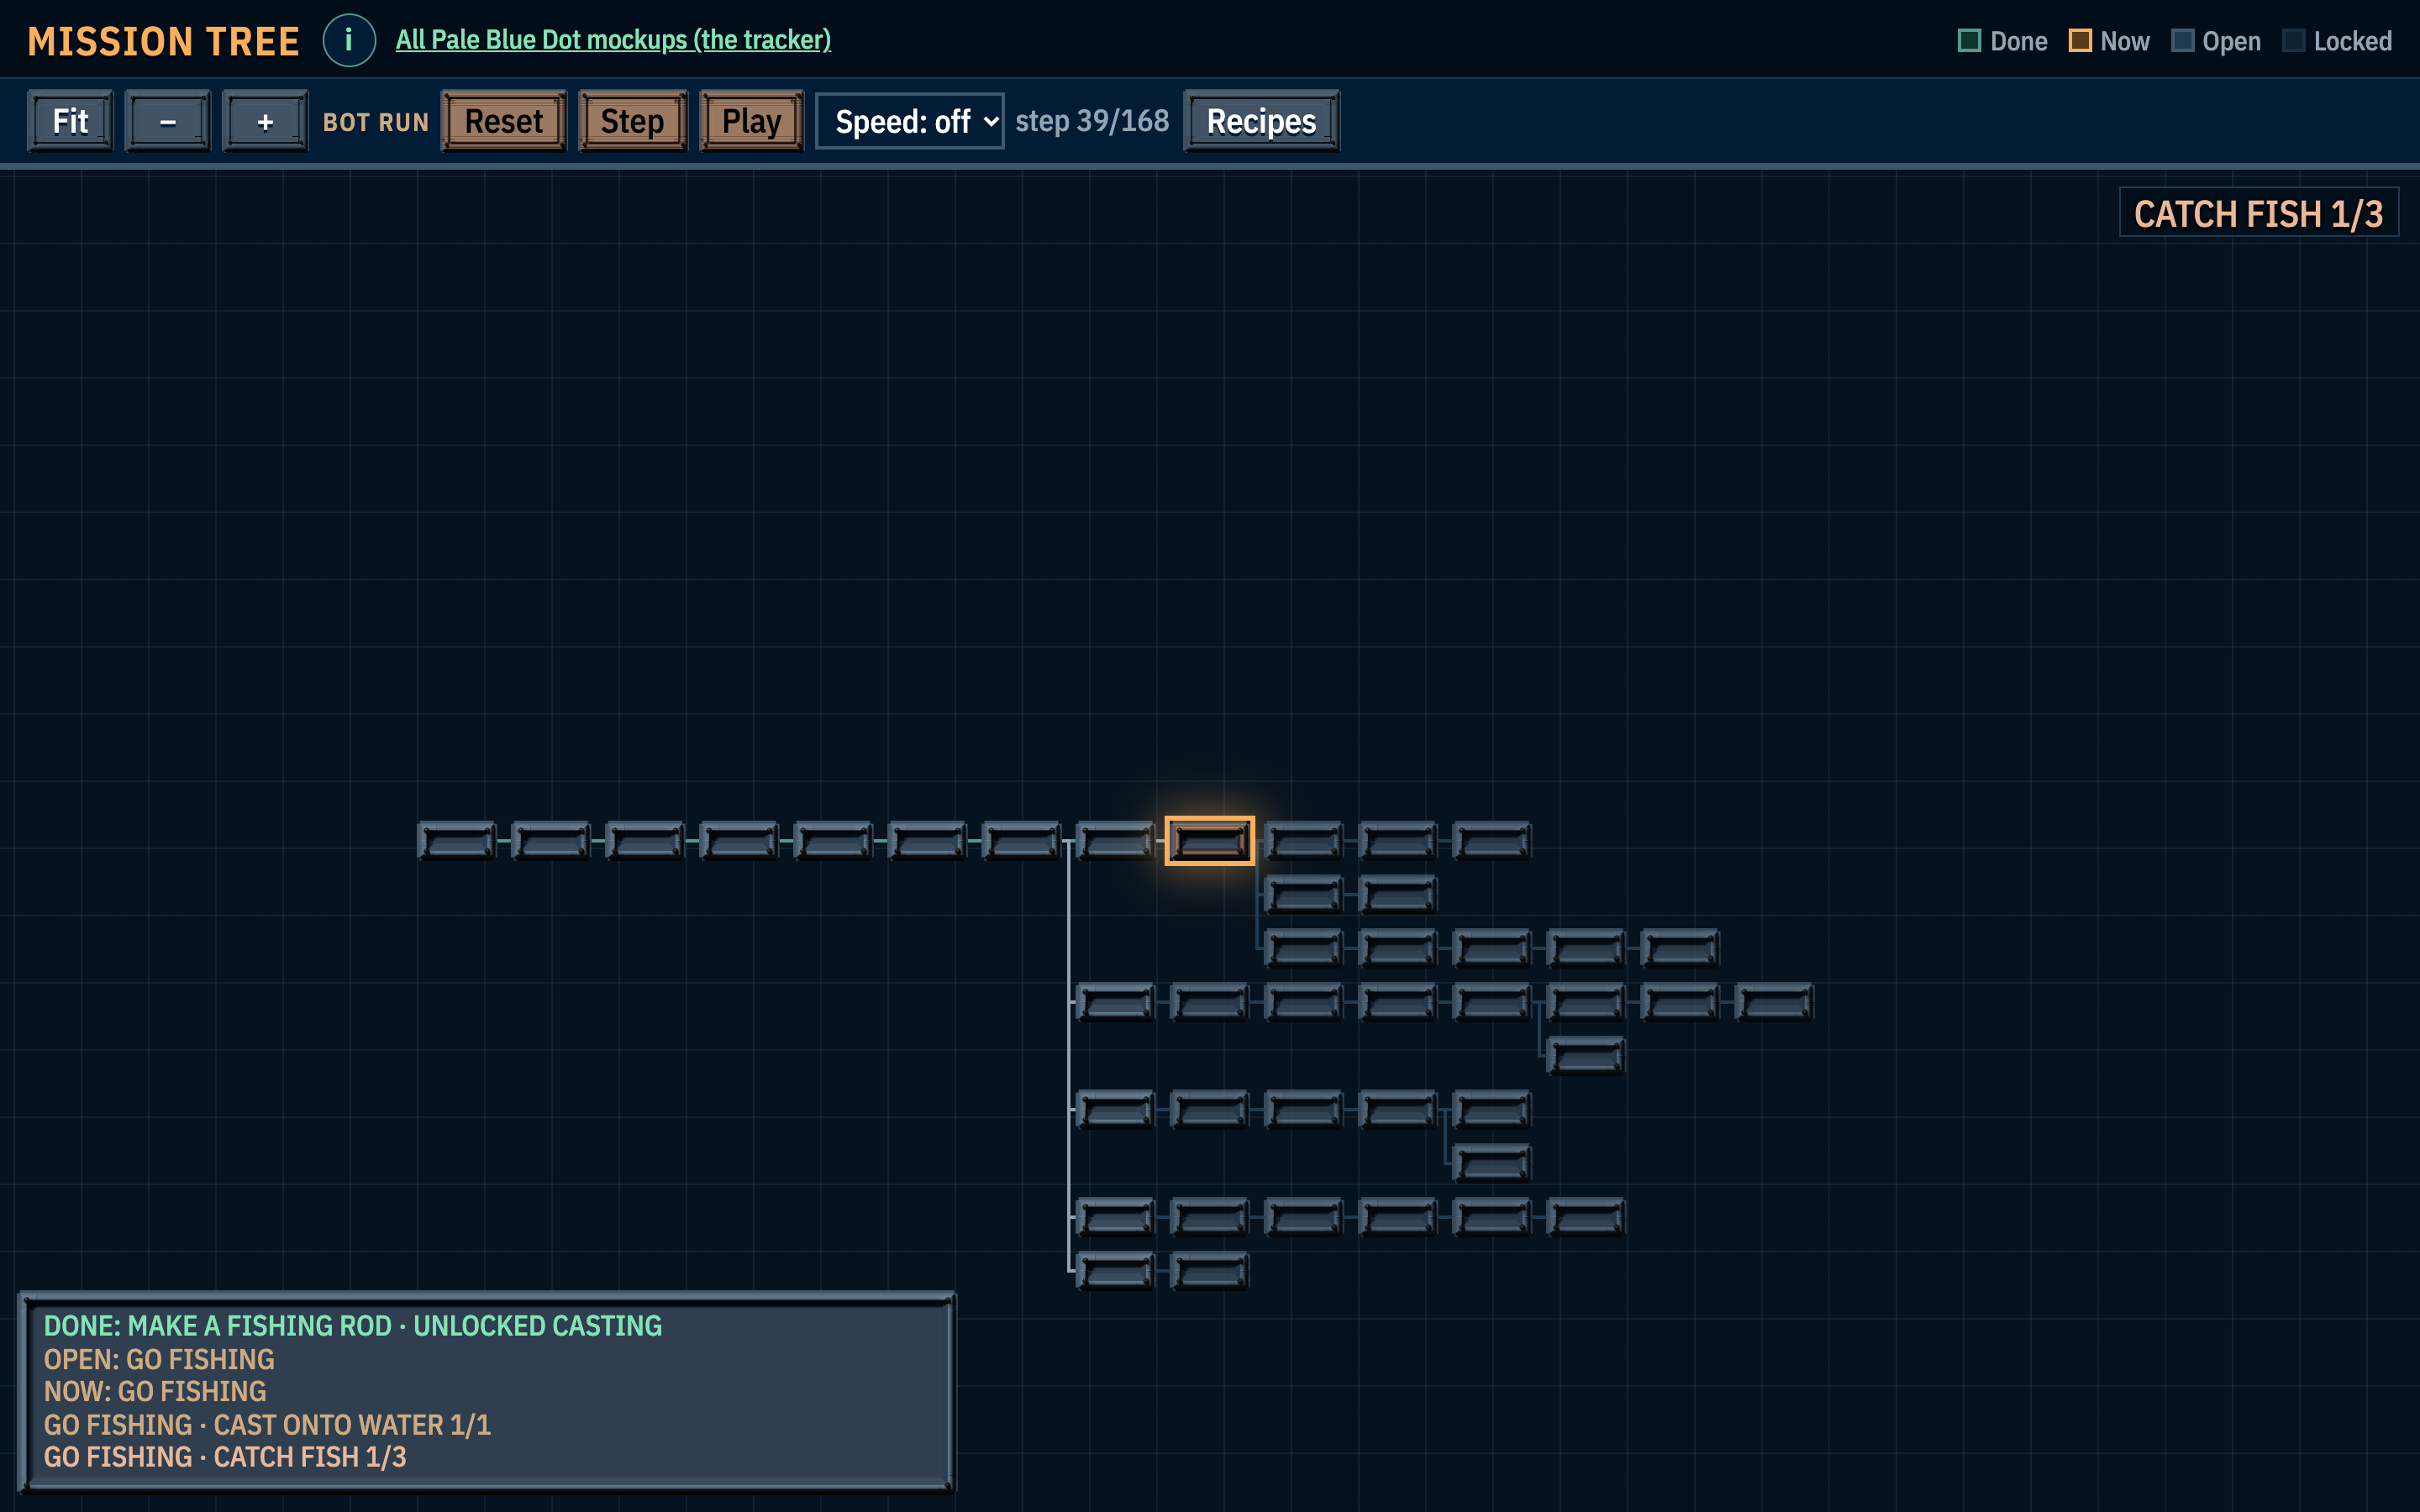 MISSION TREE
i
All Pale Blue Dot mockups (the tracker)
Done
Now
Open
Locked
Fit
−
+
BOT RUN
Reset
Step
Play
Speed: off
step 39/168
Recipes
CATCH FISH 1/3
DONE: MAKE A FISHING ROD · UNLOCKED CASTING
OPEN: GO FISHING
NOW: GO FISHING
GO FISHING · CAST ONTO WATER 1/1
GO FISHING · CATCH FISH 1/3